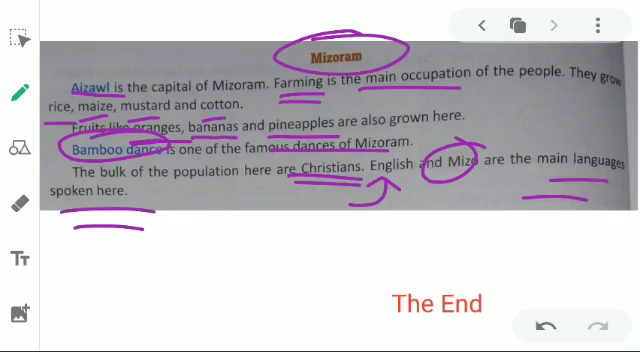 Mizoram
Aizawl is the capital of Mizoram. Farming is the main occupation of the people. They grow
rice, maize, mustard and cotton.
Fruits like oranges, bananas and pineapples are also grown here.
Bamboo dance is one of the famous dances of Mizoram.
The bulk of the population here are Christians. English and Mizo are the main languages
spoken here.
The End
Tт